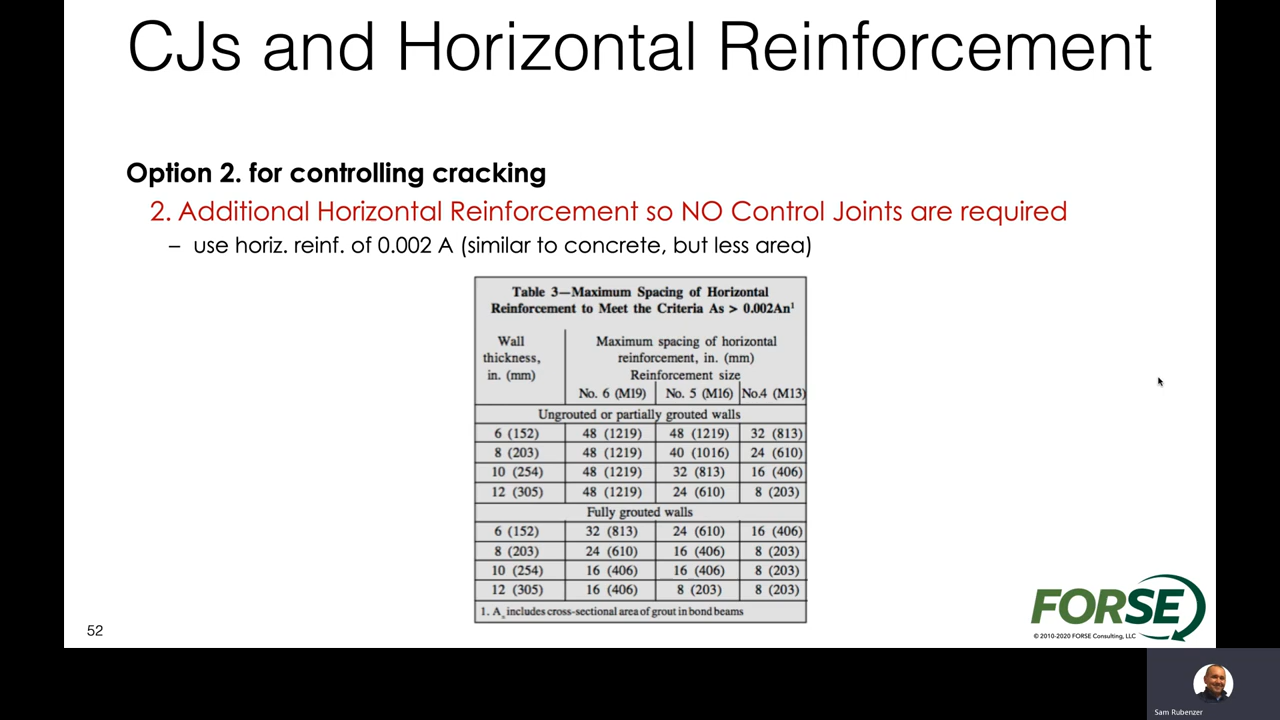 CJs and Horizontal Reinforcement
Option 2. for controlling cracking
2. Additional Horizontal Reinforcement so NO Control Joints are required
– use horiz. reinf. of 0.002 A (similar to concrete, but less area)
Table 3—Maximum Spacing of Horizontal
Reinforcement to Meet the Criteria As > 0.002An¹
Wall Maximum spacing of horizontal
thickness, reinforcement, in. (mm)
in. (mm) Reinforcement size
No. 6 (M19) No. 5 (M16) No.4 (M13)
Ungrouted or partially grouted walls
6 (152) 48 (1219) 48 (1219) 32 (813)
8 (203) 48 (1219) 40 (1016) 24 (610)
10 (254) 48 (1219) 32 (813) 16 (406)
12 (305) 48 (1219) 24 (610) 8 (203)
Fully grouted walls
6 (152) 32 (813) 24 (610) 16 (406)
8 (203) 24 (610) 16 (406) 8 (203)
10 (254) 16 (406) 16 (406) 8 (203)
12 (305) 16 (406) 8 (203) 8 (203)
1. Aₙ includes cross-sectional area of grout in bond beams
52
FORSE
© 2010-2020 FORSE Consulting, LLC
Sam Rubenzer